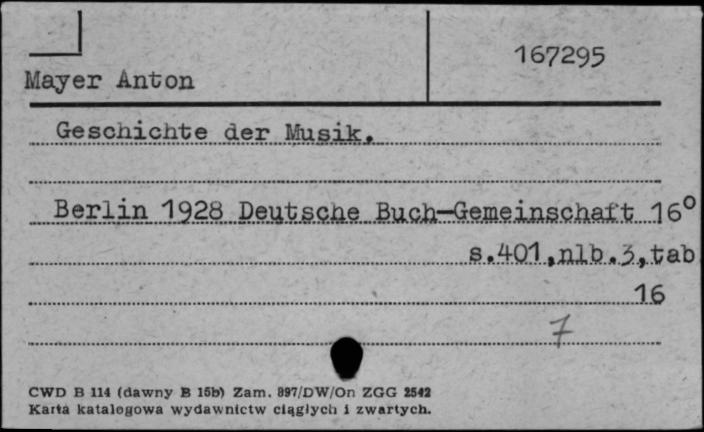 167295
Mayer Anton
Geschichte der Musik.
Berlin 1928 Deutsche Buch-Gemeinschaft 16°
s.401,nlb.3,tab
16
7
CWD B 114 (dawny B 15b) Zam. 897/DW/On ZGG 2542
Karta katalogowa wydawnictw ciągłych i zwartych.